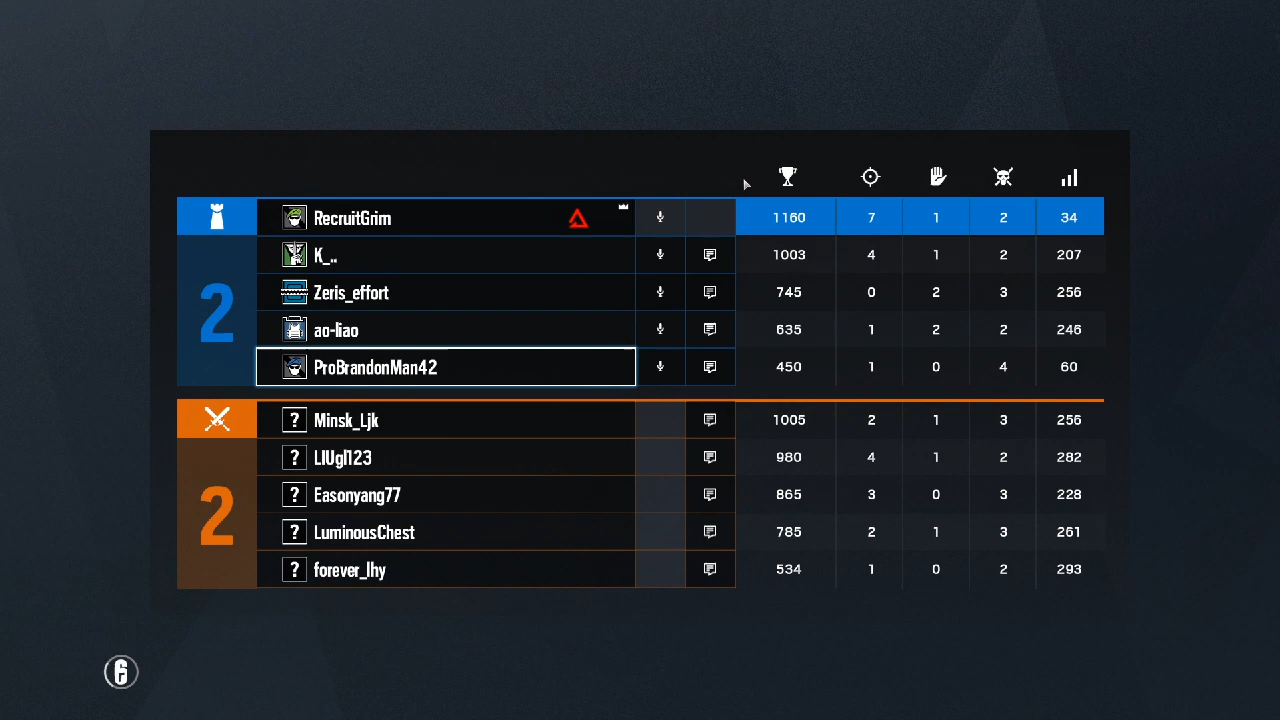 RecruitGrim 1160 7 1 2 34
K_.. 1003 4 1 2 207
2
Zeris_effort 745 0 2 3 256
ao-liao 635 1 2 2 246
ProBrandonMan42 450 1 0 4 60
? Minsk_Ljk 1005 2 1 3 256
? 980 4 1 2 282
2
? Easonyang77 865 3 0 3 228
? LuminousChest 785 2 1 3 261
? forever_lhy 534 1 0 2 293
6